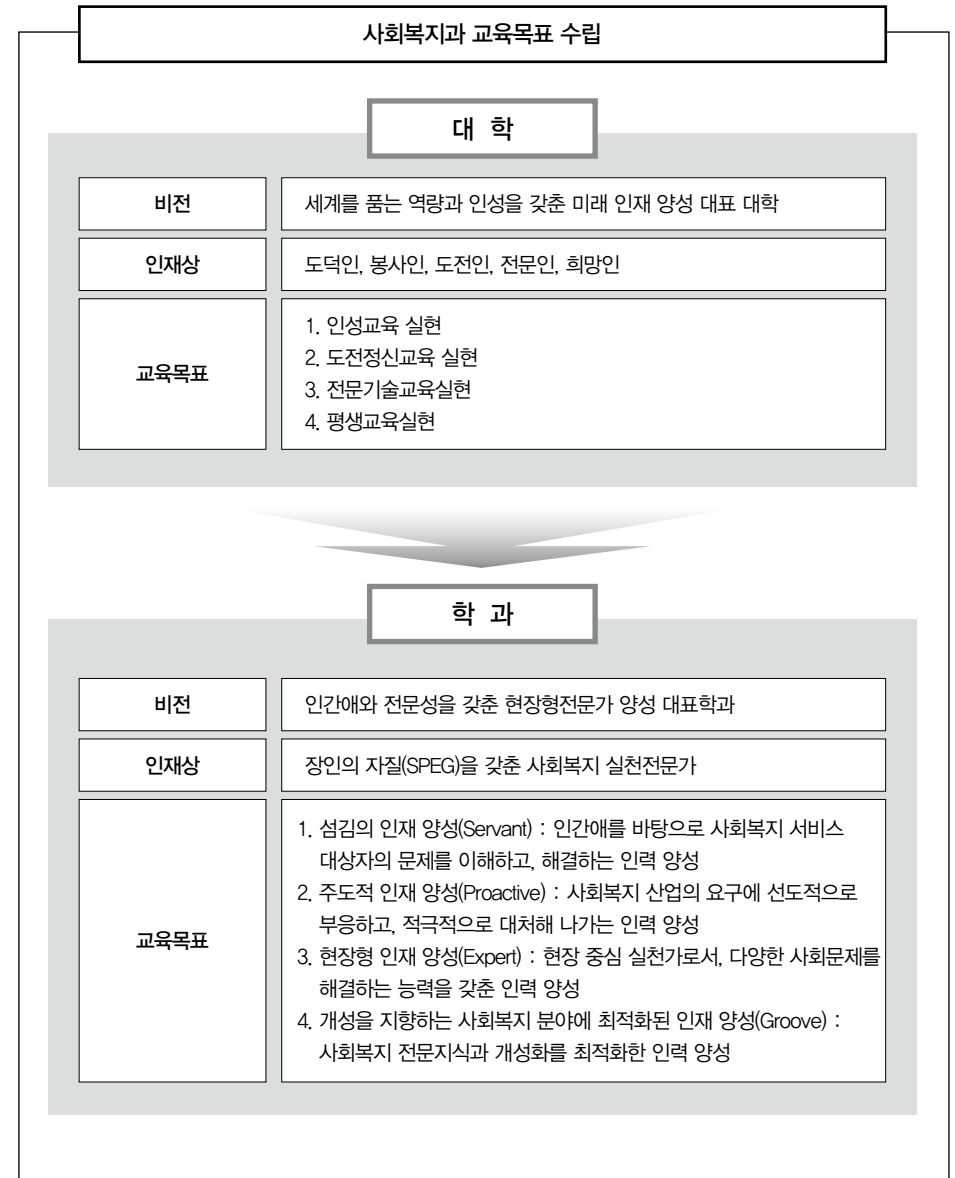 사회복지과 교육목표 수립
대 학
비전
세계를 품는 역량과 인성을 갖춘 미래 인재 양성 대표 대학
인재상
도덕인, 봉사인, 도전인, 전문인, 희망인
교육목표
1. 인성교육 실현
2. 도전정신교육 실현
3. 전문기술교육실현
4. 평생교육실현
학 과
비전
인간애와 전문성을 갖춘 현장형전문가 양성 대표학과
인재상
장인의 자질(SPEG)을 갖춘 사회복지 실천전문가
교육목표
1. 섬김의 인재 양성(Servant) : 인간애를 바탕으로 사회복지 서비스
대상자의 문제를 이해하고, 해결하는 인력 양성
2. 주도적 인재 양성(Proactive) : 사회복지 산업의 요구에 선도적으로
부응하고, 적극적으로 대처해 나가는 인력 양성
3. 현장형 인재 양성(Expert) : 현장 중심 실천가로서, 다양한 사회문제를
해결하는 능력을 갖춘 인력 양성
4. 개성을 지향하는 사회복지 분야에 최적화된 인재 양성(Groove) :
사회복지 전문지식과 개성화를 최적화한 인력 양성